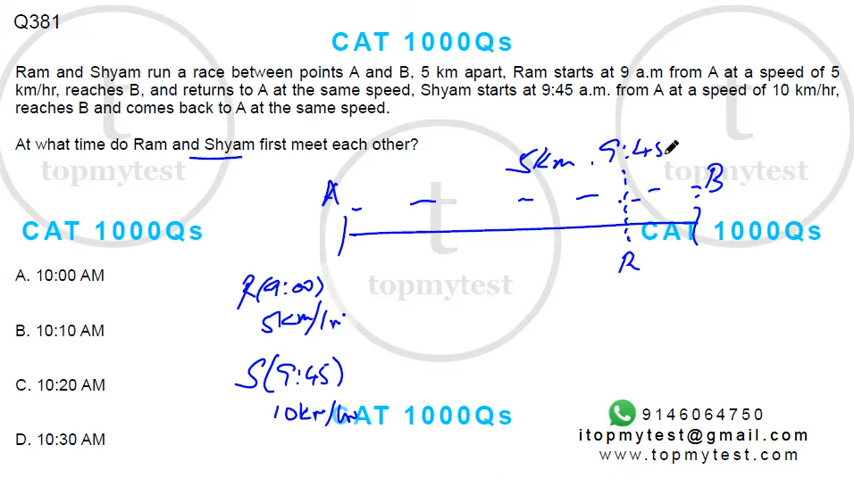 Q381
CAT 1000Qs
Ram and Shyam run a race between points A and B, 5 km apart, Ram starts at 9 a.m from A at a speed of 5
km/hr, reaches B, and returns to A at the same speed, Shyam starts at 9:45 a.m. from A at a speed of 10 km/hr,
reaches B and comes back to A at the same speed.
At what time do Ram and Shyam first meet each other?
topmytest
topmytest
5km 9:45
A B
CAT 1000Qs
CAT 1000Qs
R
A. 10:00 AM
R(9:00)
topmytest
5km/hr
B. 10:10 AM
S(9:45)
C. 10:20 AM
10km/hr
CAT 1000Qs
9146064750
D. 10:30 AM
itopmytest@gmail.com
www.topmytest.com